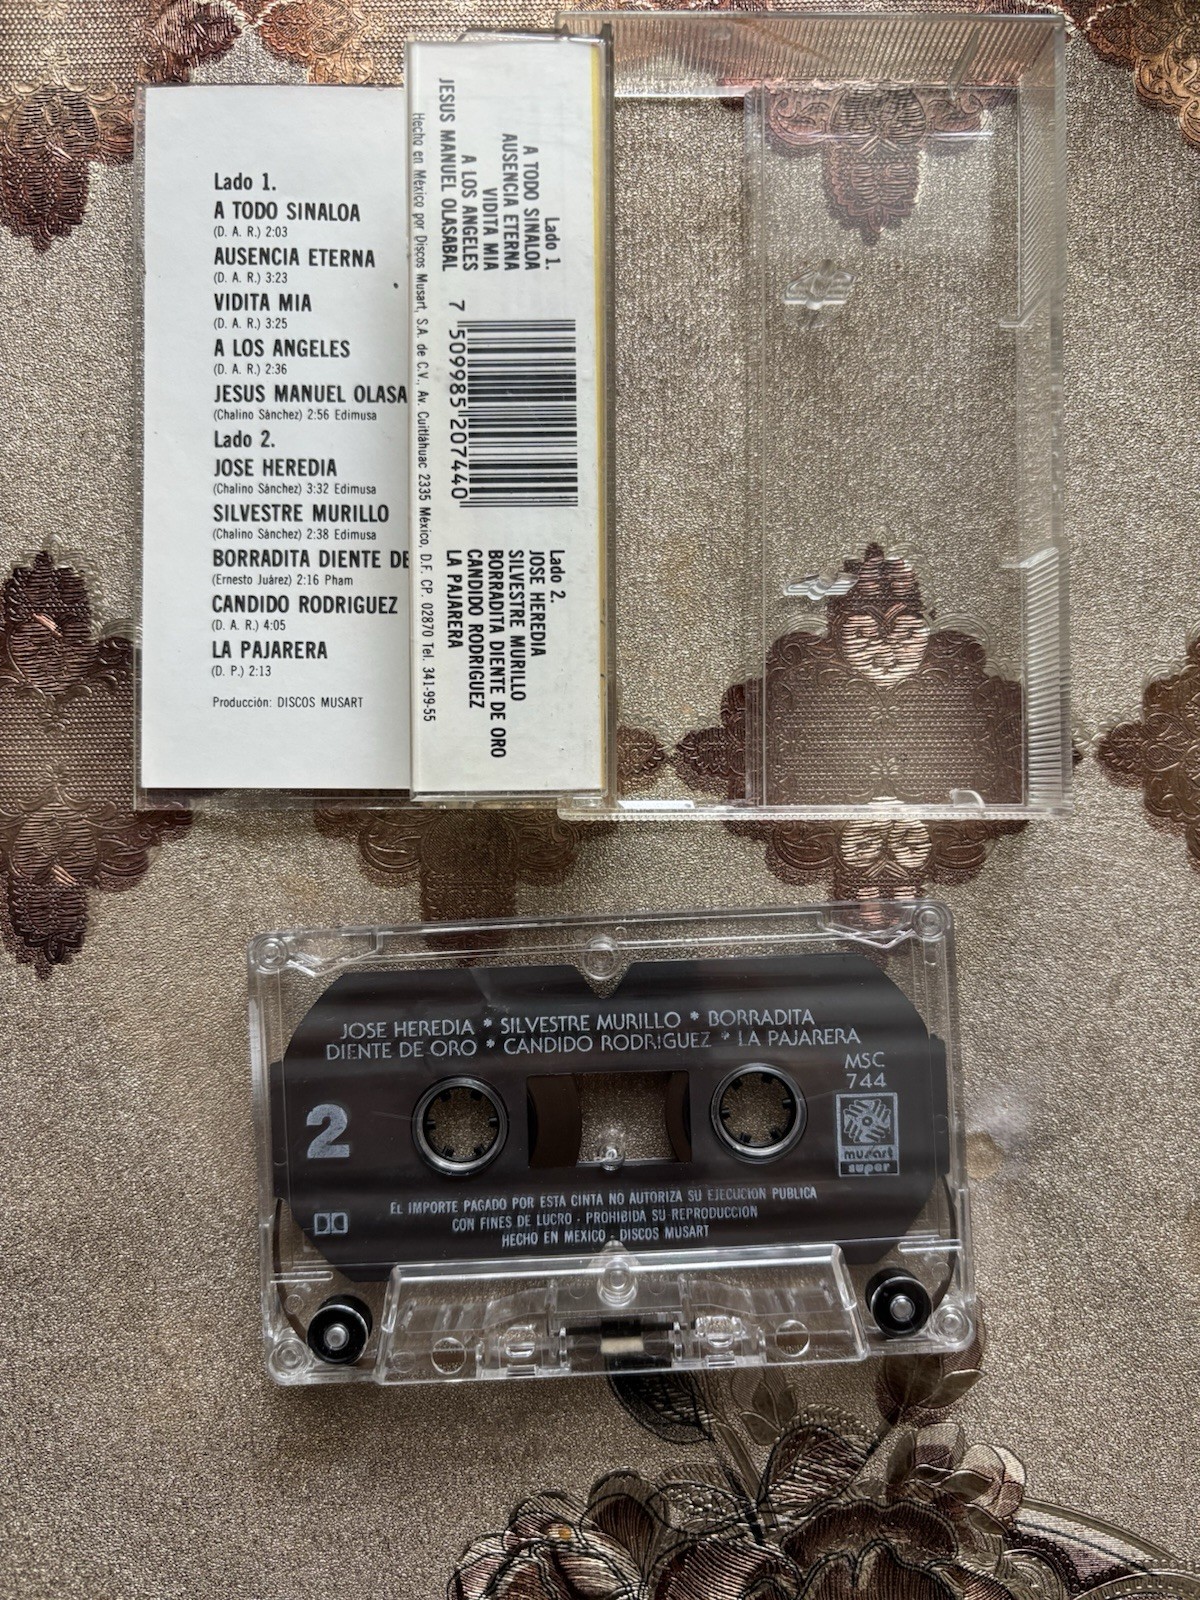 Lado 1.
A TODO SINALOA
(D. A. R.) 2:03
AUSENCIA ETERNA
(D. A. R.) 3:23
VIDITA MIA
(D. A. R.) 3:25
A LOS ANGELES
(D. A. R.) 2:36
JESUS MANUEL OLASA
(Chalino Sánchez) 2:56 Edimusa
Lado 2.
JOSE HEREDIA
(Chalino Sánchez) 3:32 Edimusa
SILVESTRE MURILLO
(Chalino Sánchez) 2:38 Edimusa
BORRADITA DIENTE DE
(Ernesto Juárez) 2:16 Pham
CANDIDO RODRIGUEZ
(D. A. R.) 4:05
LA PAJARERA
(D. P.) 2:13
Producción: DISCOS MUSART
Lado 1.
A TODO SINALOA
AUSENCIA ETERNA
VIDITA MIA
A LOS ANGELES
JESUS MANUEL OLASABAL
7 509985 207440
Lado 2.
JOSE HEREDIA
SILVESTRE MURILLO
BORRADITA DIENTE DE ORO
CANDIDO RODRIGUEZ
LA PAJARERA
Hecho en México por Discos Musart, S.A. de C.V., Av. Cuitláhuac 2335 México, D.F. CP. 02870 Tel. 341-99-55
JOSE HEREDIA * SILVESTRE MURILLO * BORRADITA
DIENTE DE ORO * CANDIDO RODRIGUEZ * LA PAJARERA
MSC
744
2
musart
super
EL IMPORTE PAGADO POR ESTA CINTA NO AUTORIZA SU EJECUCION PUBLICA
CON FINES DE LUCRO - PROHIBIDA SU REPRODUCCION
HECHO EN MEXICO - DISCOS MUSART